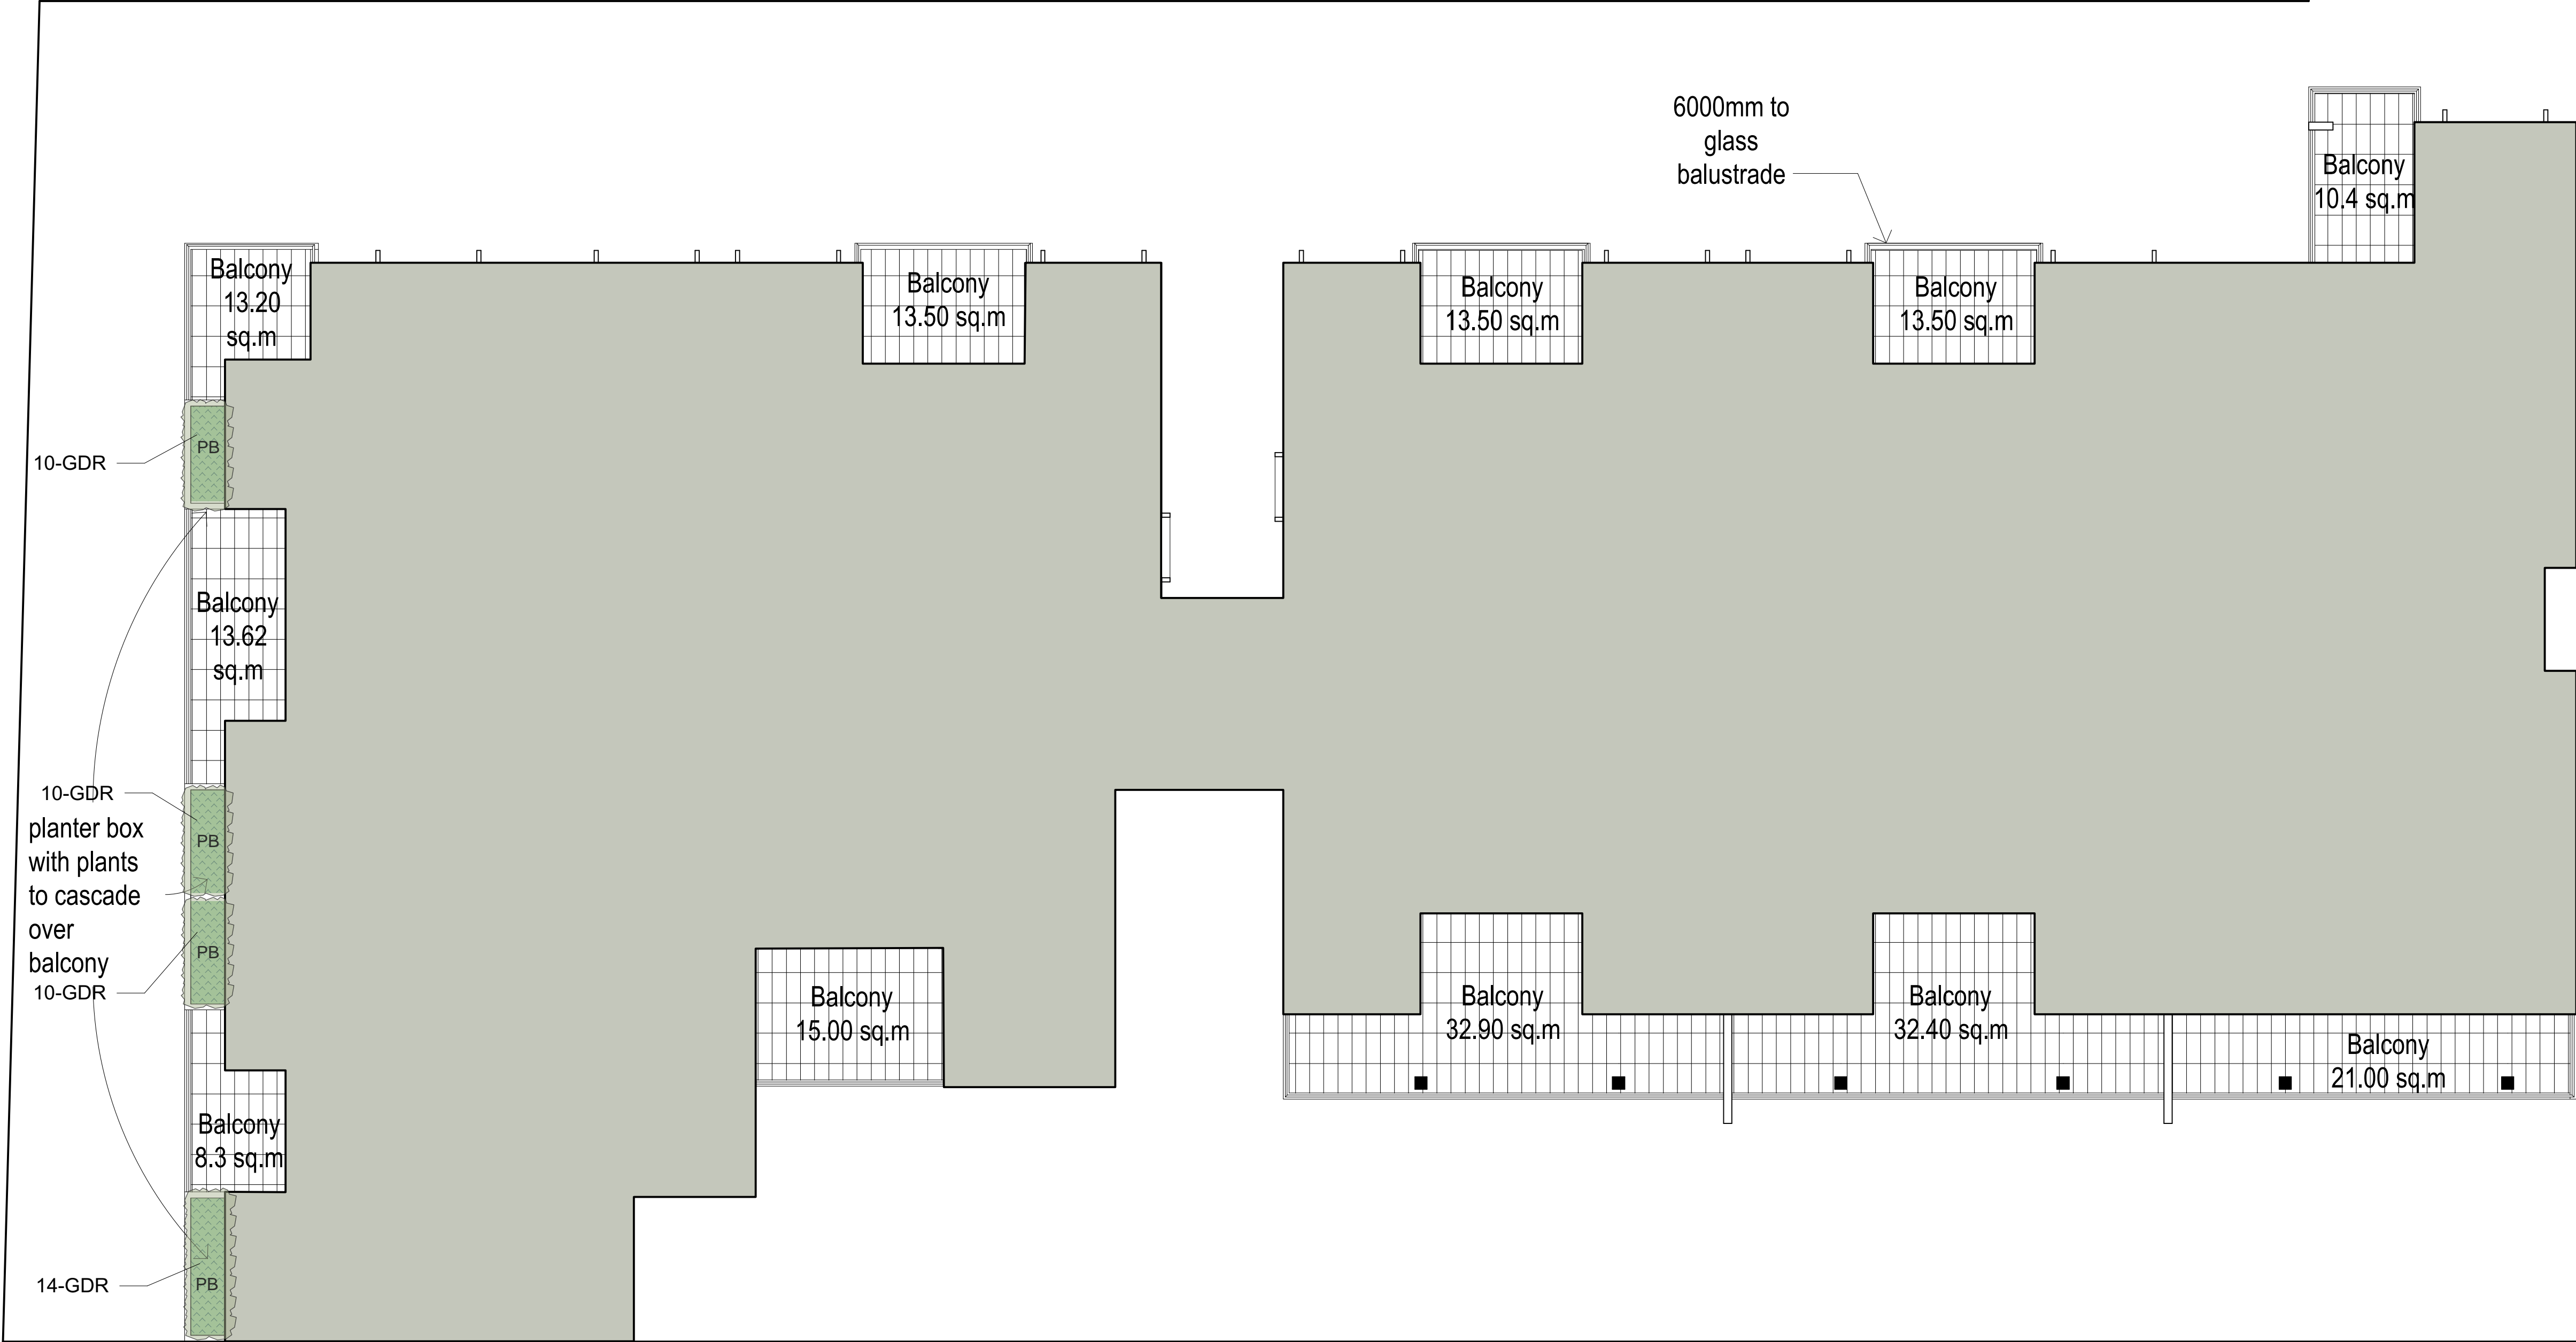 6000mm to
glass
balustrade
Balcony
10.4 sq.m
Balcony
13.20
sq.m
Balcony
13.50 sq.m
Balcony
13.50 sq.m
Balcony
13.50 sq.m
PB
10-GDR
Balcony
13.62
sq.m
10-GDR
PB
planter box
with plants
to cascade
over
balcony
PB
10-GDR
Balcony
15.00 sq.m
Balcony
32.90 sq.m
Balcony
32.40 sq.m
Balcony
21.00 sq.m
Balcony
8.3 sq.m
14-GDR
PB